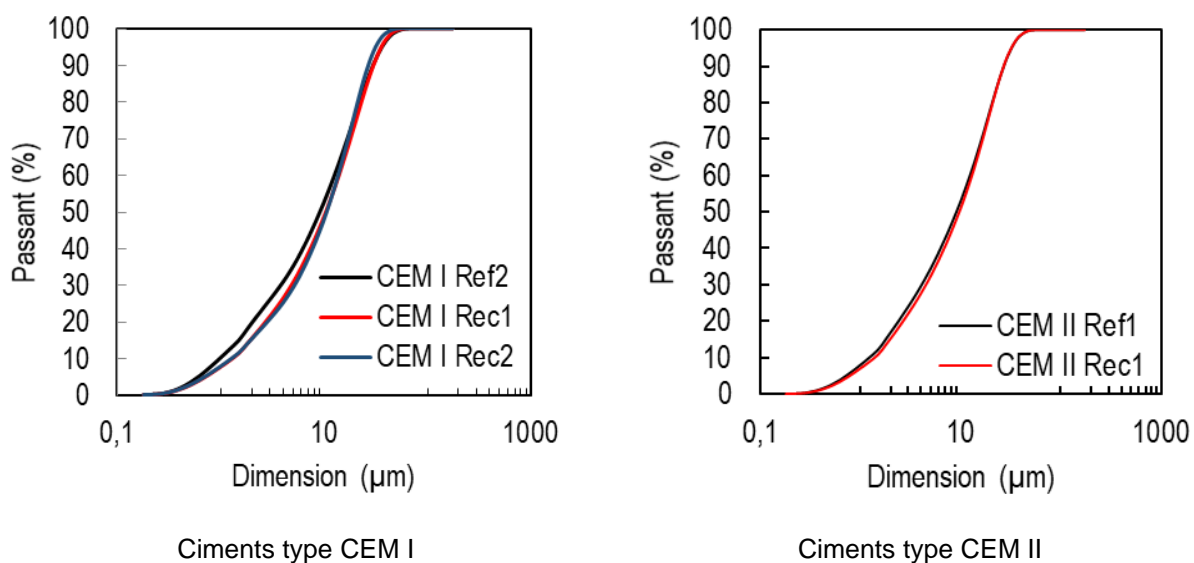 100
90
80
70
60
50
40
30
20
10
0
Passant (%)
CEM I Ref2
CEM I Rec1
CEM I Rec2
0,1
10
1000
Dimension (µm)
Ciments type CEM I
100
90
80
70
60
50
40
30
20
10
0
Passant (%)
CEM II Ref1
CEM II Rec1
0,1
10
1000
Dimension (µm)
Ciments type CEM II